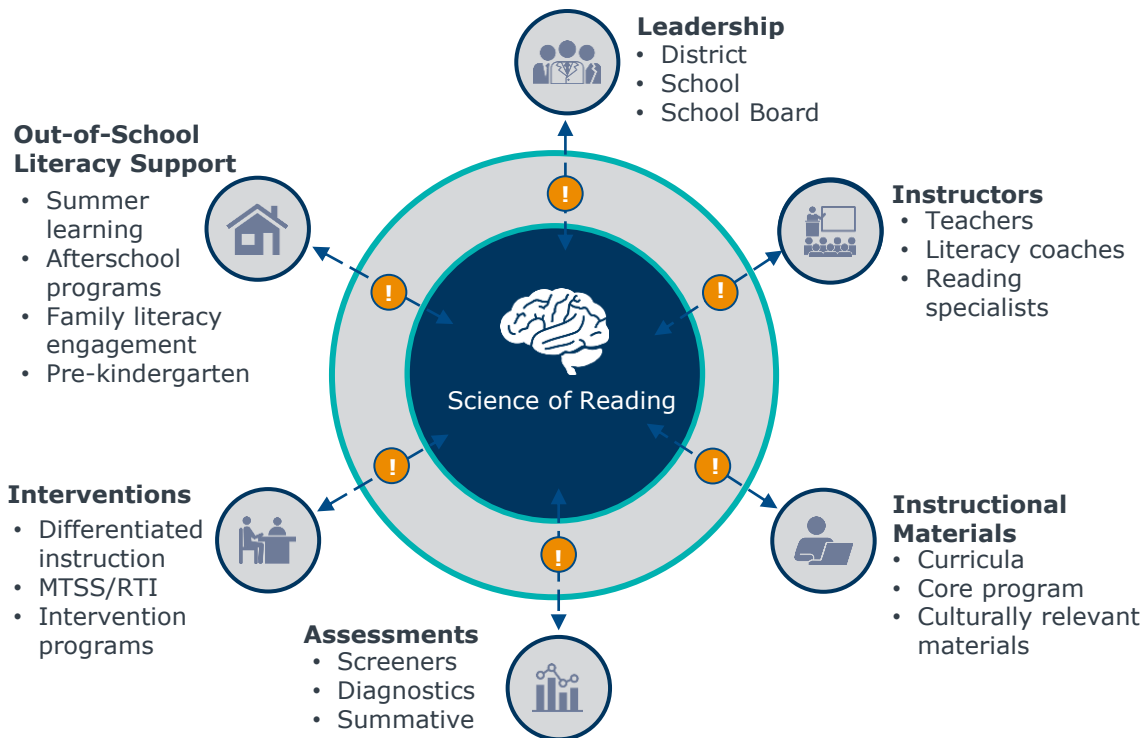 Leadership
• District
• School
• School Board
Out-of-School
Literacy Support
• Summer
learning
• Afterschool
programs
• Family literacy
engagement
• Pre-kindergarten
Instructors
• Teachers
• Literacy coaches
• Reading
specialists
!
!
!
Science of Reading
!
!
!
Interventions
• Differentiated
instruction
• MTSS/RTI
• Intervention
programs
Instructional
Materials
• Curricula
• Core program
• Culturally relevant
materials
Assessments
• Screeners
• Diagnostics
• Summative